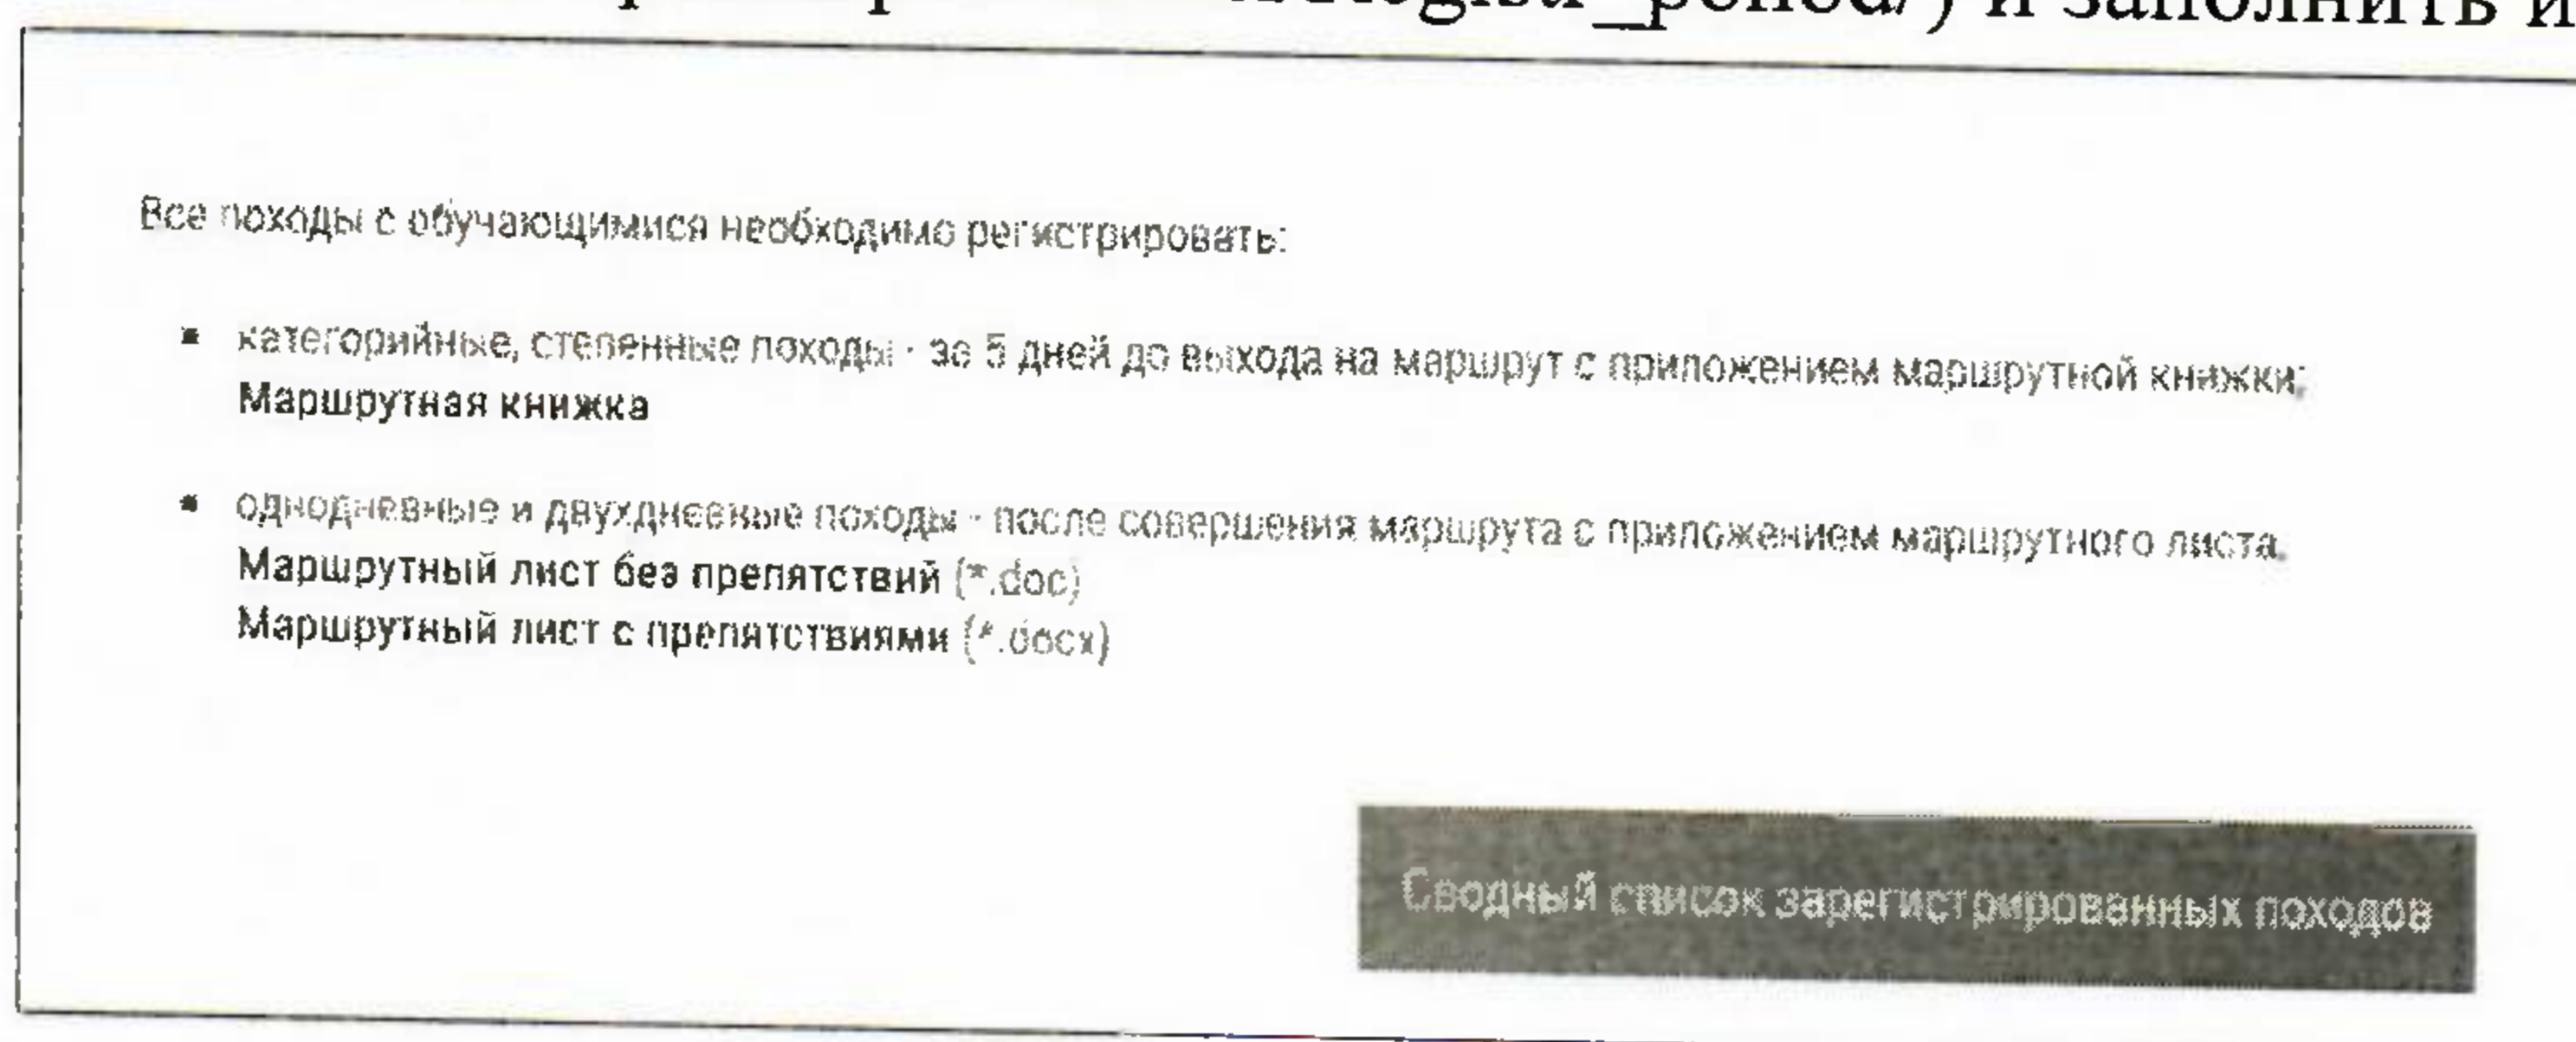 и заполнить
Все походы с обучающимися необходимо регистрировать:
▪ категорийные, степенные походы - за 5 дней до выхода на маршрут с приложением маршрутной книжки;
Маршрутная книжка
▪ однодневные и двухдневные походы - после совершения маршрута с приложением маршрутного листа.
Маршрутный лист без препятствий (*.doc)
Маршрутный лист с препятствиями (*.docx)
Сводный список зарегистрированных походов